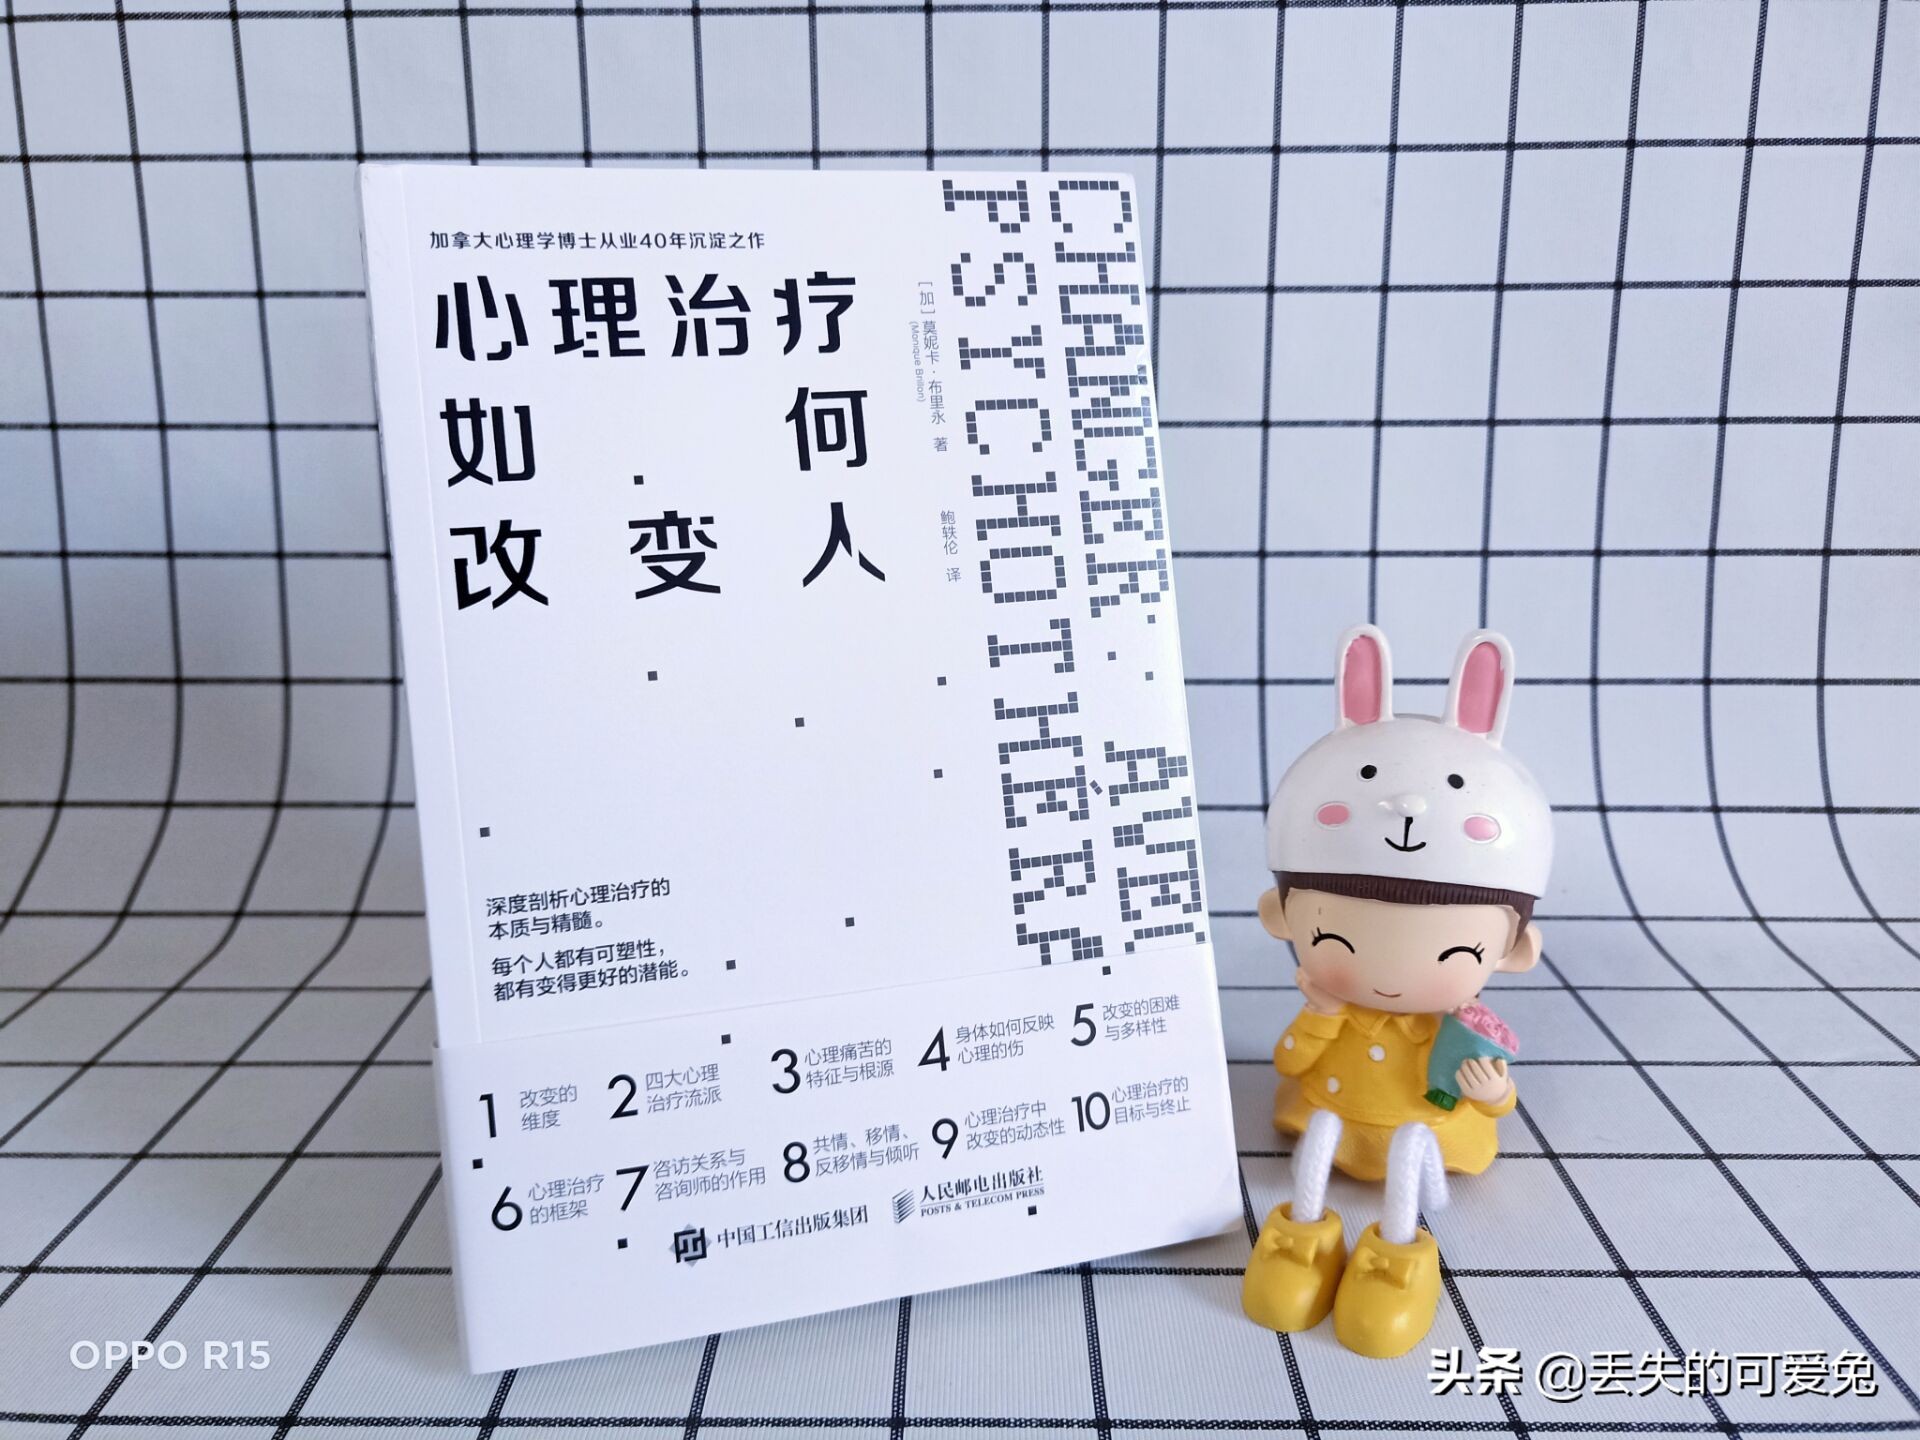 加拿大心理学博士从业40年沉淀之作
心理治疗
如何
改变人
[加]莫妮卡·布里永 著
(Monique Brillon)
鲍轶伦 译
CHANGER
PSYCHOTHÉR
深度剖析心理治疗的
本质与精髓。
每个人都有可塑性，
都有变得更好的潜能。
1 改变的
维度
2 四大心理
治疗流派
3 心理痛苦的
特征与根源
4 身体如何反映
心理的伤
5 改变的困难
与多样性
6 心理治疗
的框架
7 咨访关系与
咨询师的作用
8 共情、移情、
反移情与倾听
9 心理治疗中
改变的动态性
10 心理治疗的
目标与终止
中国工信出版集团
人民邮电出版社
POSTS & TELECOM PRESS
OPPO R15
头条 @丢失的可爱兔